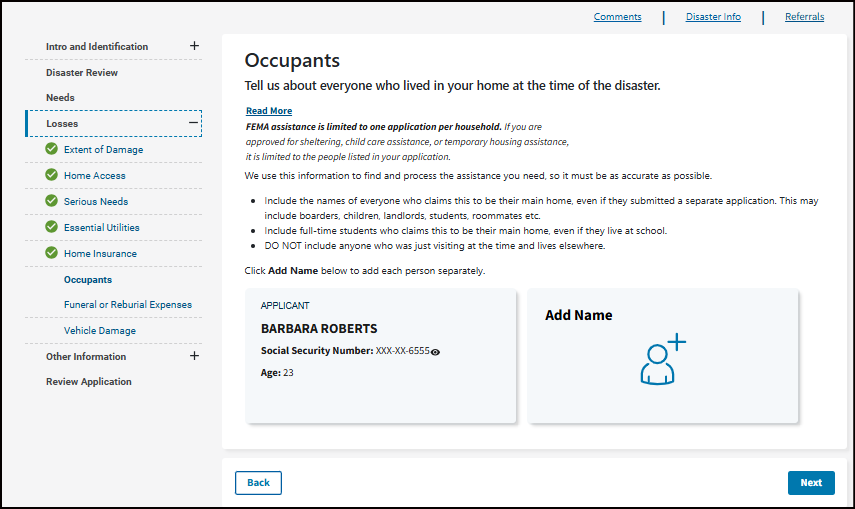 Comments | Disaster Info | Referrals
Intro and Identification +
Disaster Review
Needs
Losses −
Extent of Damage
Home Access
Serious Needs
Essential Utilities
Home Insurance
Occupants
Funeral or Reburial Expenses
Vehicle Damage
Other Information +
Review Application
Occupants
Tell us about everyone who lived in your home at the time of the disaster.
Read More
FEMA assistance is limited to one application per household. If you are
approved for sheltering, child care assistance, or temporary housing assistance,
it is limited to the people listed in your application.
We use this information to find and process the assistance you need, so it must be as accurate as possible.
• Include the names of everyone who claims this to be their main home, even if they submitted a separate application. This may
include boarders, children, landlords, students, roommates etc.
• Include full-time students who claims this to be their main home, even if they live at school.
• DO NOT include anyone who was just visiting at the time and lives elsewhere.
Click Add Name below to add each person separately.
APPLICANT
BARBARA ROBERTS
Social Security Number: XXX-XX-6555
Age: 23
Add Name
Back
Next